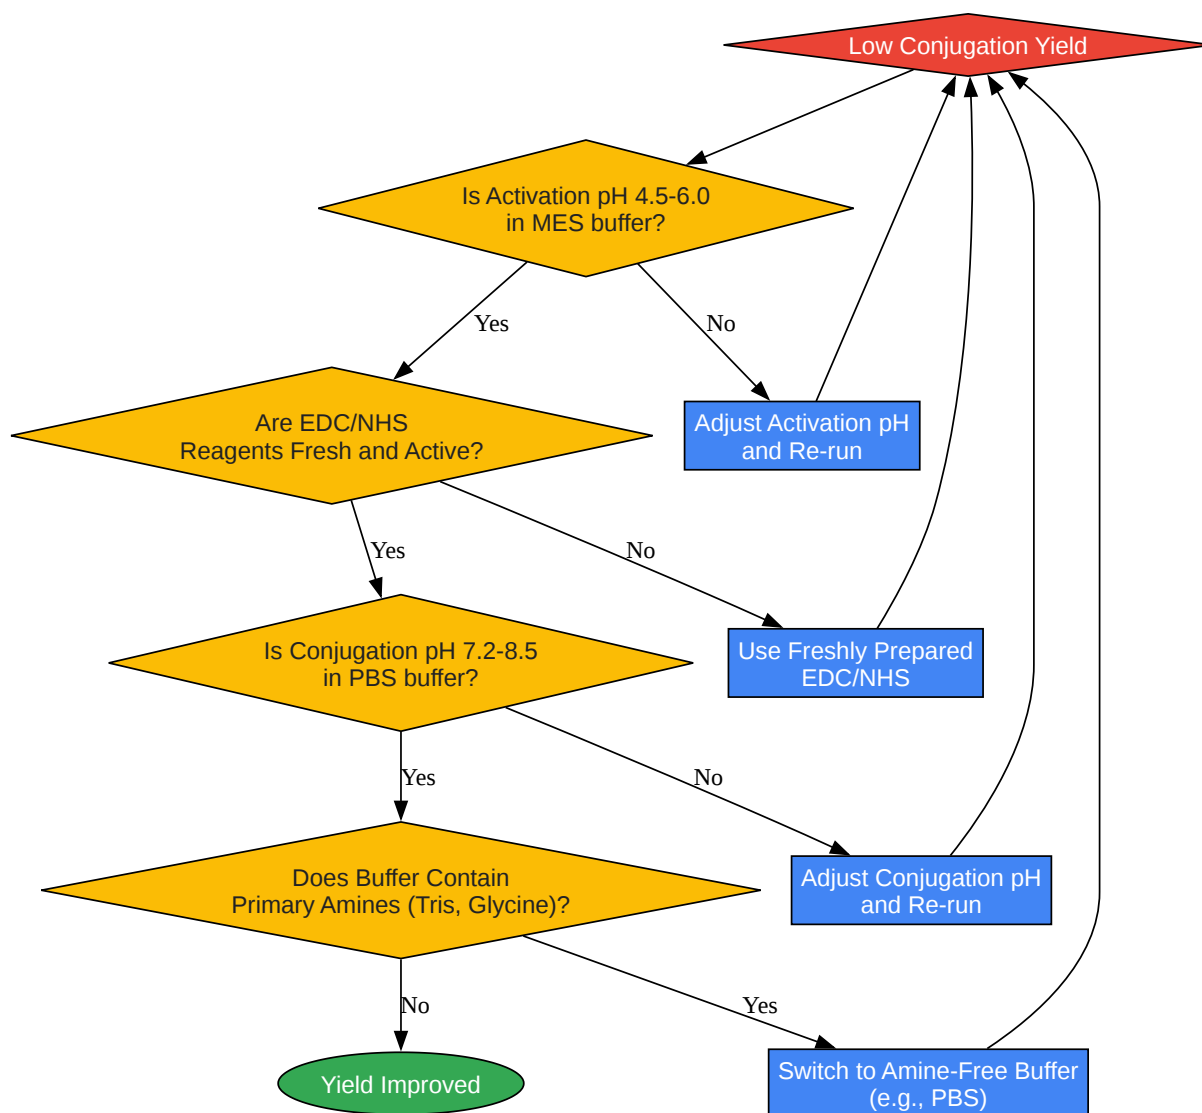 Low Conjugation Yield
Is Activation pH 4.5-6.0
in MES buffer?
Yes
No
Are EDC/NHS
Reagents Fresh and Active?
Adjust Activation pH
and Re-run
Yes
No
Is Conjugation pH 7.2-8.5
in PBS buffer?
Use Freshly Prepared
EDC/NHS
Yes
No
Does Buffer Contain
Primary Amines (Tris, Glycine)?
Adjust Conjugation pH
and Re-run
No
Yes
Yield Improved
Switch to Amine-Free Buffer
(e.g., PBS)